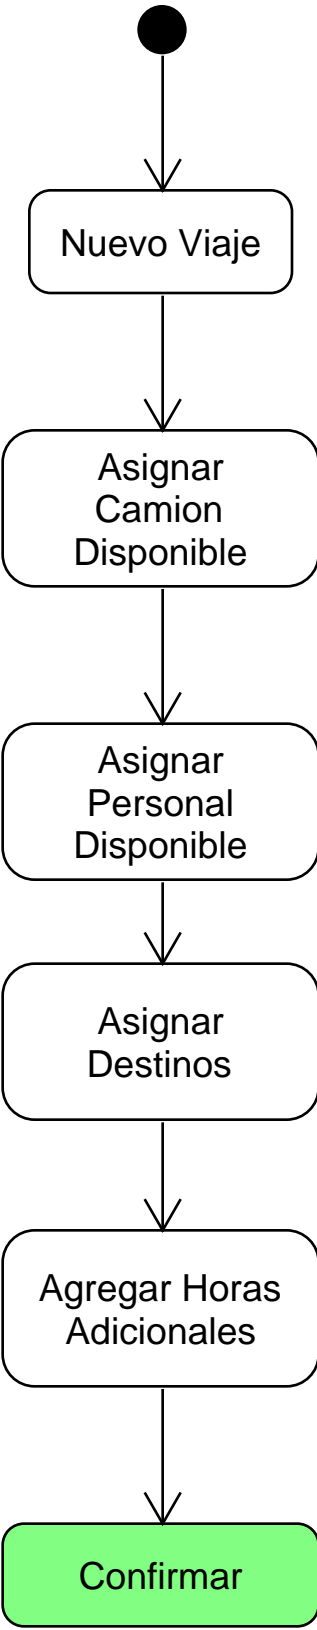 Nuevo Viaje
Asignar
Camion
Disponible
Asignar
Personal
Disponible
Asignar
Destinos
Agregar Horas
Adicionales
Confirmar